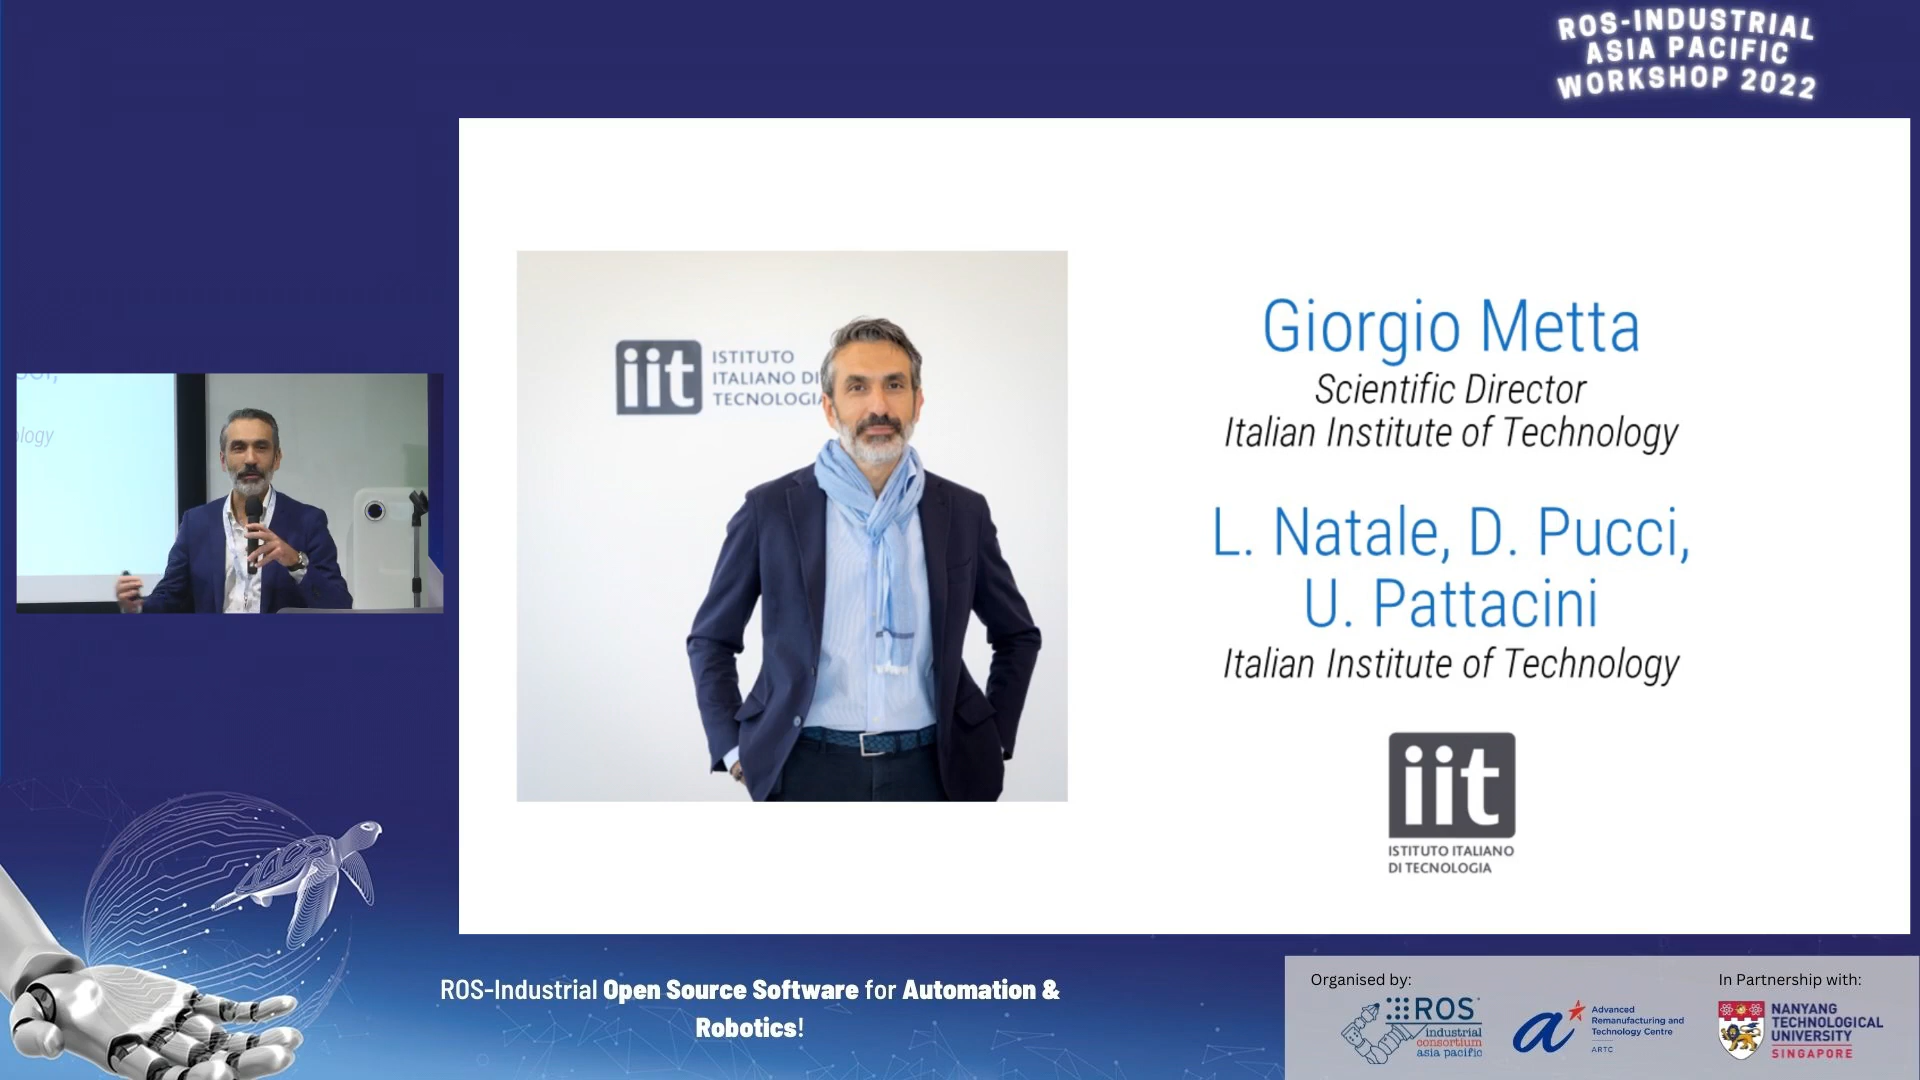 ROS-INDUSTRIAL
ASIA PACIFIC
WORKSHOP 2022
iit
ISTITUTO
ITALIANO DI
TECNOLOGIA
Giorgio Metta
Scientific Director
Italian Institute of Technology
L. Natale, D. Pucci,
U. Pattacini
Italian Institute of Technology
iit
ISTITUTO ITALIANO
DI TECNOLOGIA
ROS-Industrial Open Source Software for Automation &
Robotics!
Organised by:
ROS
industrial
consortium
asia pacific
Advanced
Remanufacturing and
Technology Centre
ARTC
In Partnership with:
NANYANG
TECHNOLOGICAL
UNIVERSITY
SINGAPORE